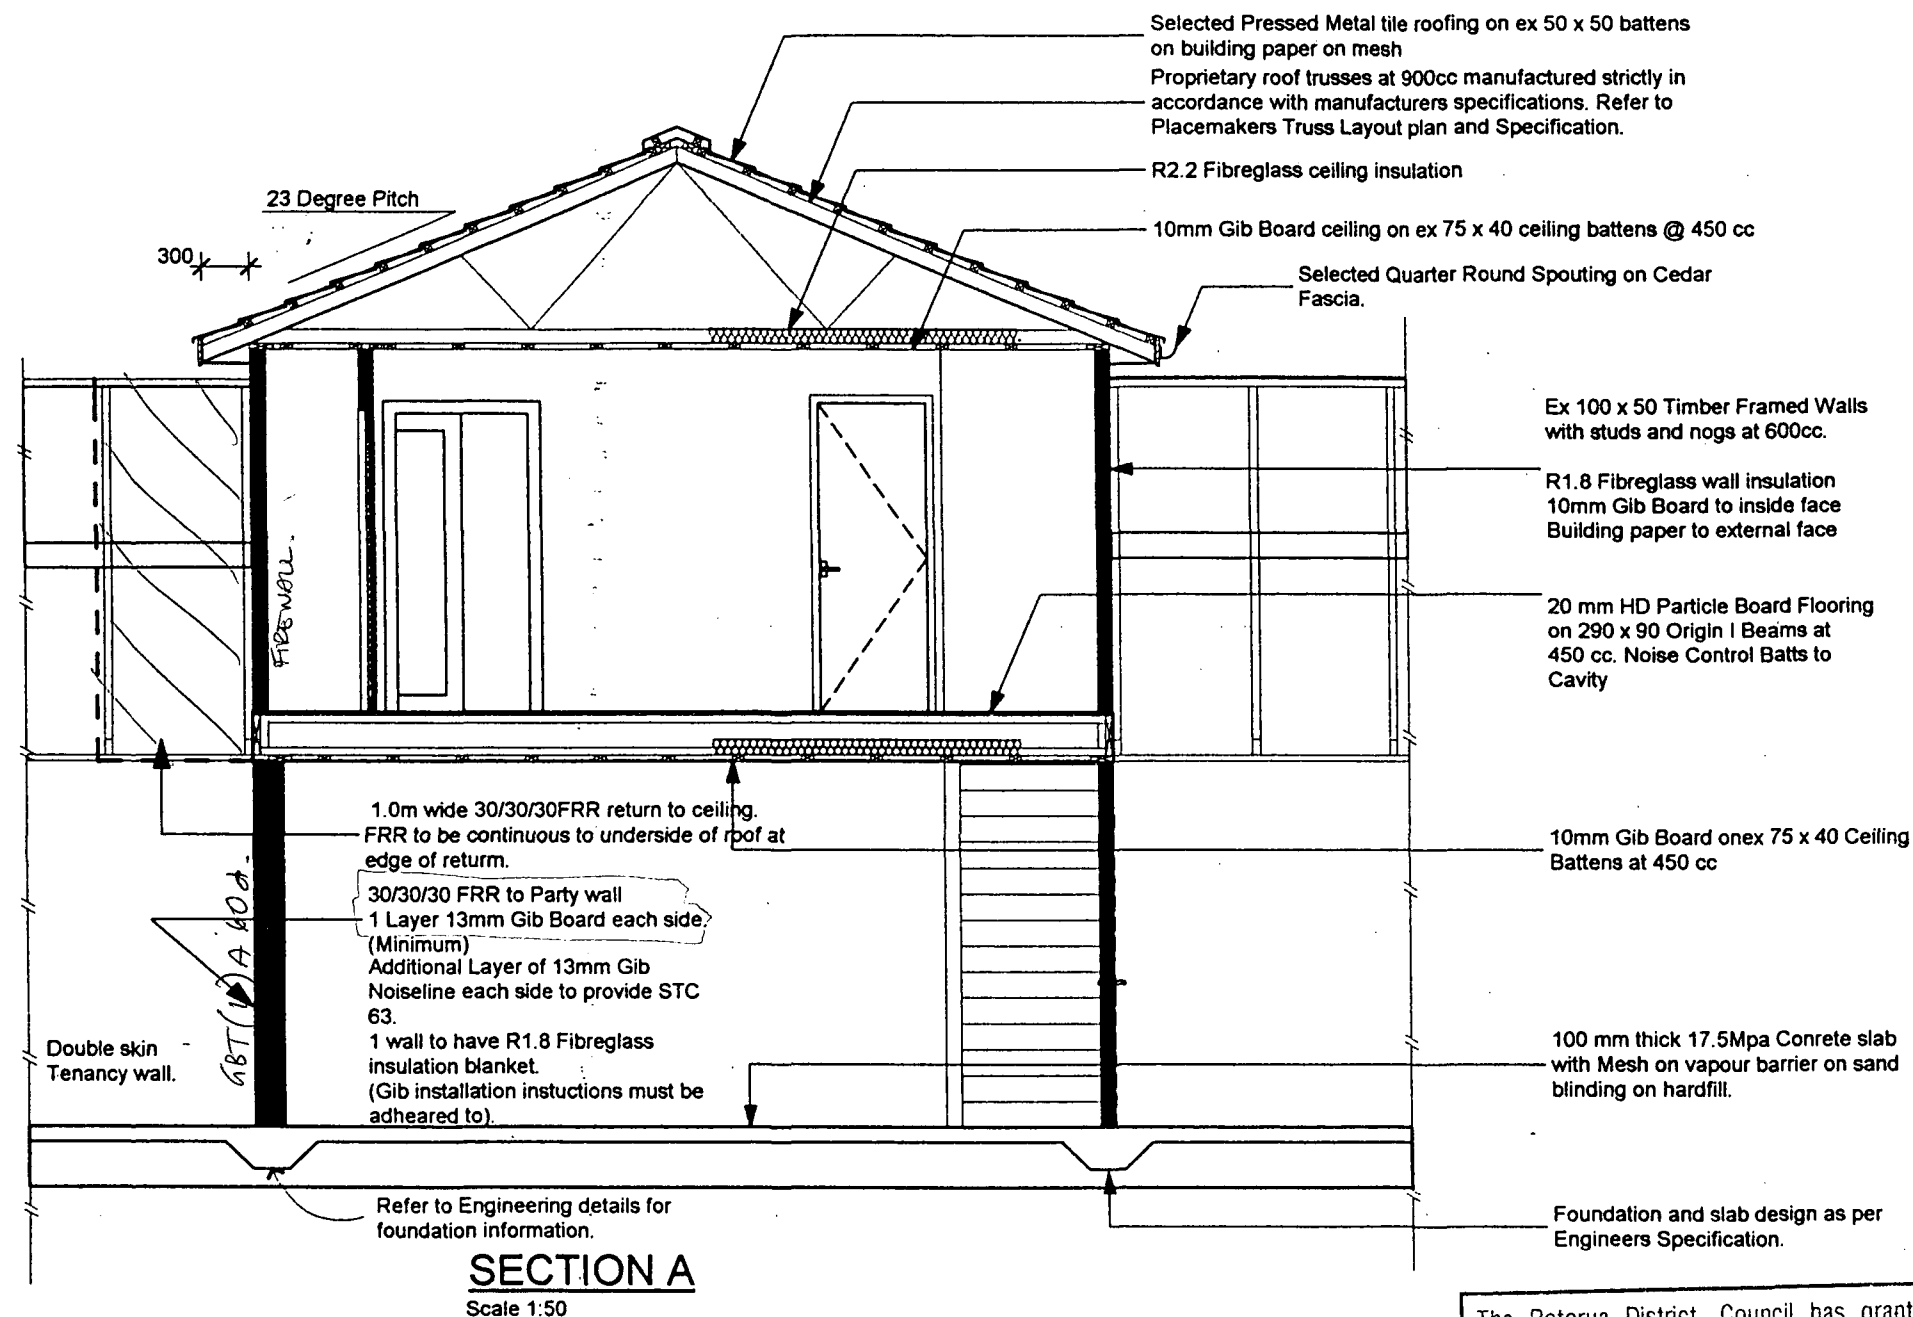 Selected Pressed Metal tile roofing on ex 50 x 50 battens
on building paper on mesh
Proprietary roof trusses at 900cc manufactured strictly in
accordance with manufacturers specifications. Refer to
Placemakers Truss Layout plan and Specification.
R2.2 Fibreglass ceiling insulation
23 Degree Pitch
10mm Gib Board ceiling on ex 75 x 40 ceiling battens @ 450 cc
300
Selected Quarter Round Spouting on Cedar
Fascia.
Ex 100 x 50 Timber Framed Walls
with studs and nogs at 600cc.
R1.8 Fibreglass wall insulation
10mm Gib Board to inside face
Building paper to external face
FIREWALL.
20 mm HD Particle Board Flooring
on 290 x 90 Origin I Beams at
450 cc. Noise Control Batts to
Cavity
1.0m wide 30/30/30FRR return to ceiling.
FRR to be continuous to underside of roof at
edge of returm.
10mm Gib Board onex 75 x 40 Ceiling
Battens at 450 cc
30/30/30 FRR to Party wall
1 Layer 13mm Gib Board each side.
(Minimum)
Additional Layer of 13mm Gib
Noiseline each side to provide STC
63.
1 wall to have R1.8 Fibreglass
insulation blanket.
(Gib installation instuctions must be
adheared to).
Double skin
Tenancy wall.
100 mm thick 17.5Mpa Conrete slab
with Mesh on vapour barrier on sand
blinding on hardfill.
Refer to Engineering details for
foundation information.
Foundation and slab design as per
Engineers Specification.
SECTION A
Scale 1:50
The Rotorua District Council has grant